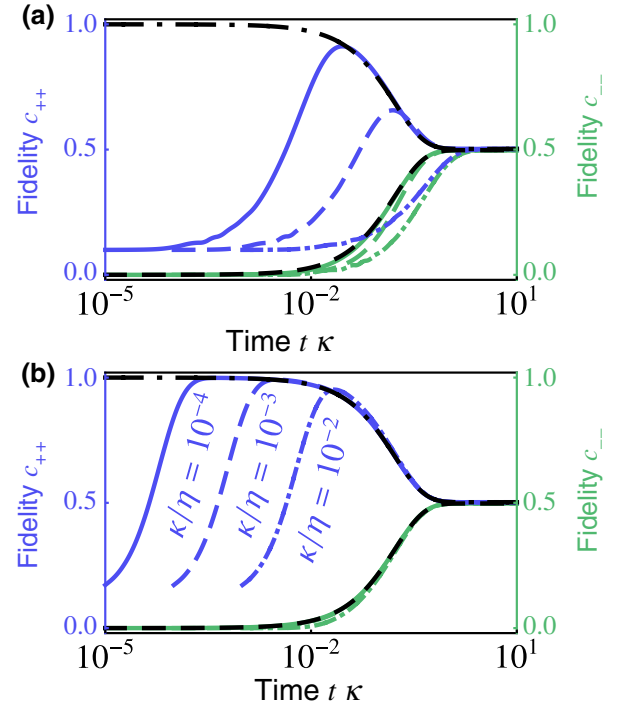 (a)
1.0
0.5
0.0
Fidelity c₊₊
1.0
0.5
0.0
Fidelity c₋₋
10⁻⁵
10⁻²
10¹
Time t κ
(b)
1.0
0.5
0.0
Fidelity c₊₊
κ/η = 10⁻⁴
κ/η = 10⁻³
κ/η = 10⁻²
1.0
0.5
0.0
Fidelity c₋₋
10⁻⁵
10⁻²
10¹
Time t κ